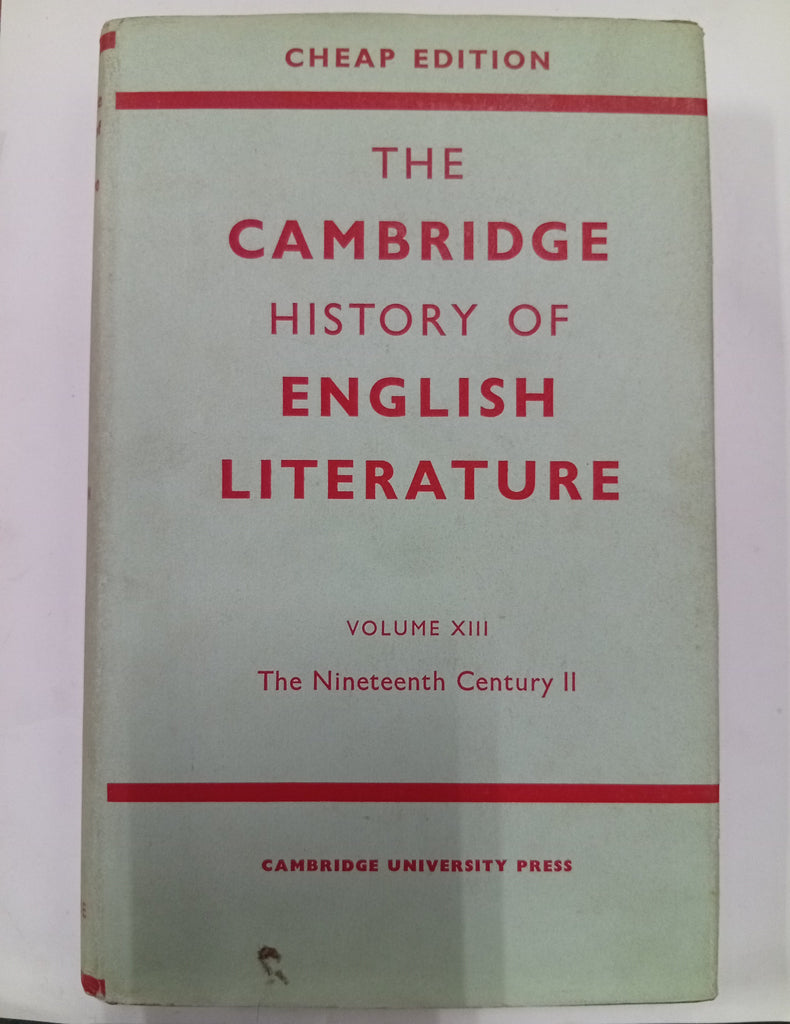 CHEAP EDITION
THE
CAMBRIDGE
HISTORY OF
ENGLISH
LITERATURE
VOLUME XIII
The Nineteenth Century II
CAMBRIDGE UNIVERSITY PRESS